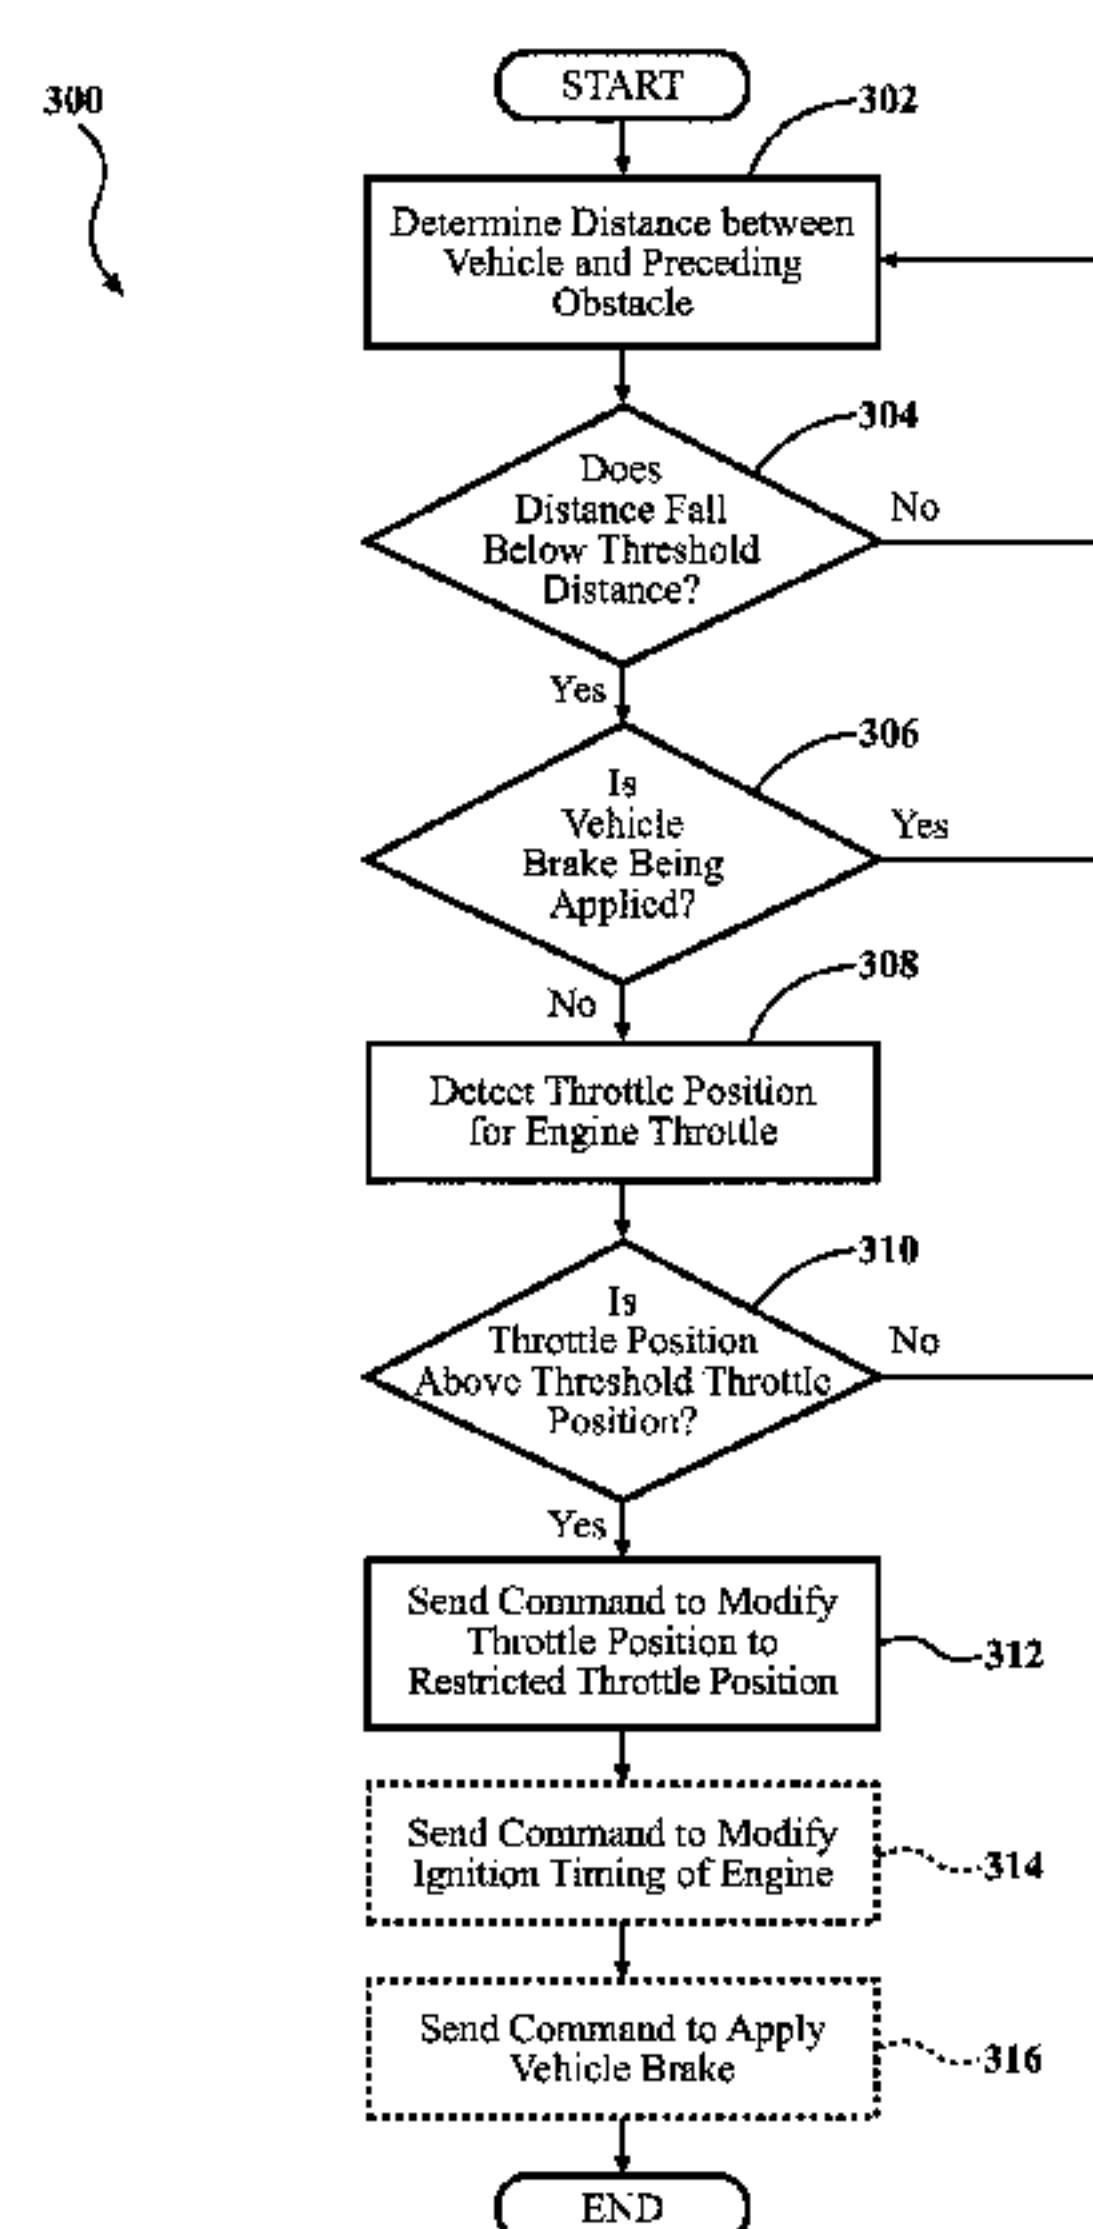 300
START
302
Determine Distance between
Vehicle and Preceding
Obstacle
304
Does
Distance Fall
Below Threshold
Distance?
No
Yes
306
Is
Vehicle
Brake Being
Applied?
Yes
No
308
Detect Throttle Position
for Engine Throttle
310
Is
Throttle Position
Above Threshold Throttle
Position?
No
Yes
Send Command to Modify
Throttle Position to
Restricted Throttle Position
312
Send Command to Modify
Ignition Timing of Engine
314
Send Command to Apply
Vehicle Brake
316
END